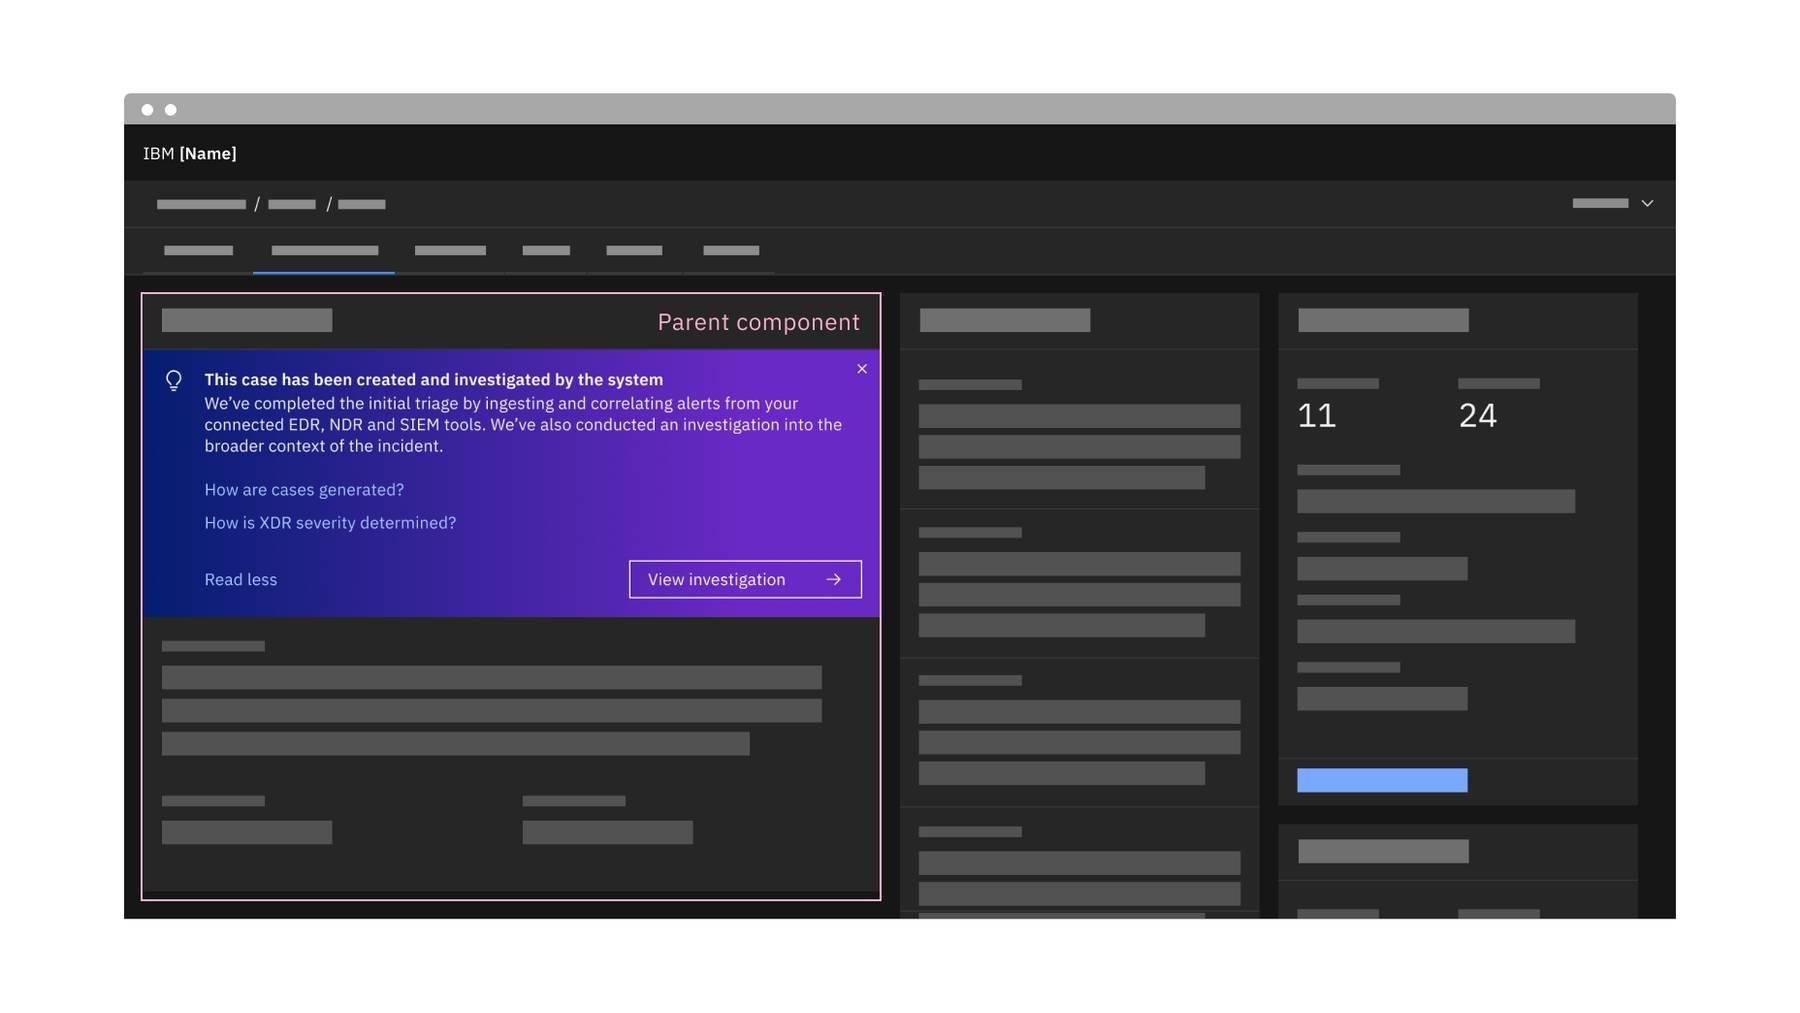 IBM [Name]
/ /
Parent component
This case has been created and investigated by the system
We’ve completed the initial triage by ingesting and correlating alerts from your
connected EDR, NDR and SIEM tools. We’ve also conducted an investigation into the
broader context of the incident.
How are cases generated?
How is XDR severity determined?
Read less
View investigation
11
24